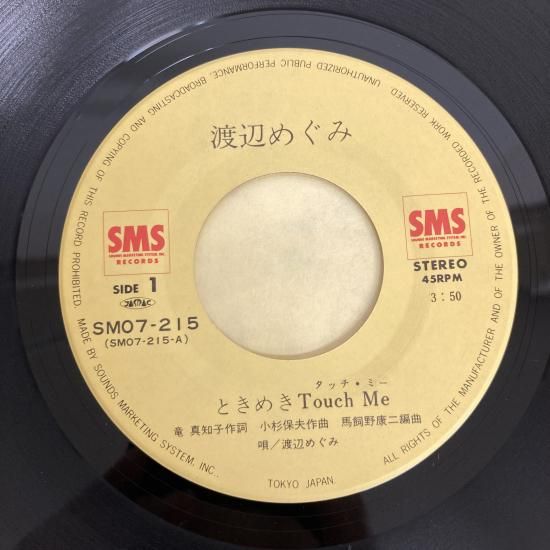 渡辺めぐみ
SMS
SOUNDS MARKETING SYSTEM, INC.
RECORDS
SMS
SOUNDS MARKETING SYSTEM, INC.
RECORDS
SIDE 1
JASRAC
SM07-215
(SM07-215-A)
STEREO
45RPM
3:50
タッチ・ミー
ときめきTouch Me
竜 真知子作詞 小杉保夫作曲 馬飼野康二編曲
唄/渡辺めぐみ
ALL RIGHTS OF THE MANUFACTURER AND OF THE OWNER OF THE RECORDED WORK RESERVED. UNAUTHORIZED PUBLIC PERFORMANCE, BROADCASTING AND COPYING OF THIS RECORD PROHIBITED. MADE BY SOUNDS MARKETING SYSTEM, INC.,
TOKYO JAPAN.